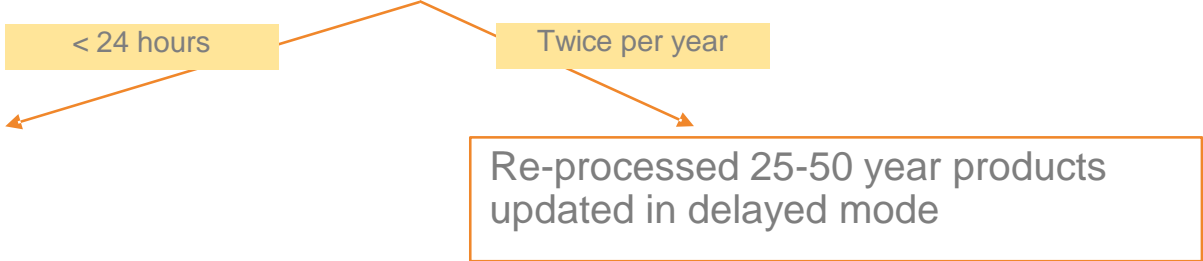 < 24 hours
Twice per year
Re-processed 25-50 year products
updated in delayed mode